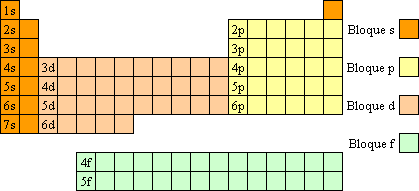 1s
2s 2p Bloque s
3s 3p
4s 3d 4p Bloque p
5s 4d 5p
6s 5d 6p Bloque d
7s 6d
Bloque f
4f
5f